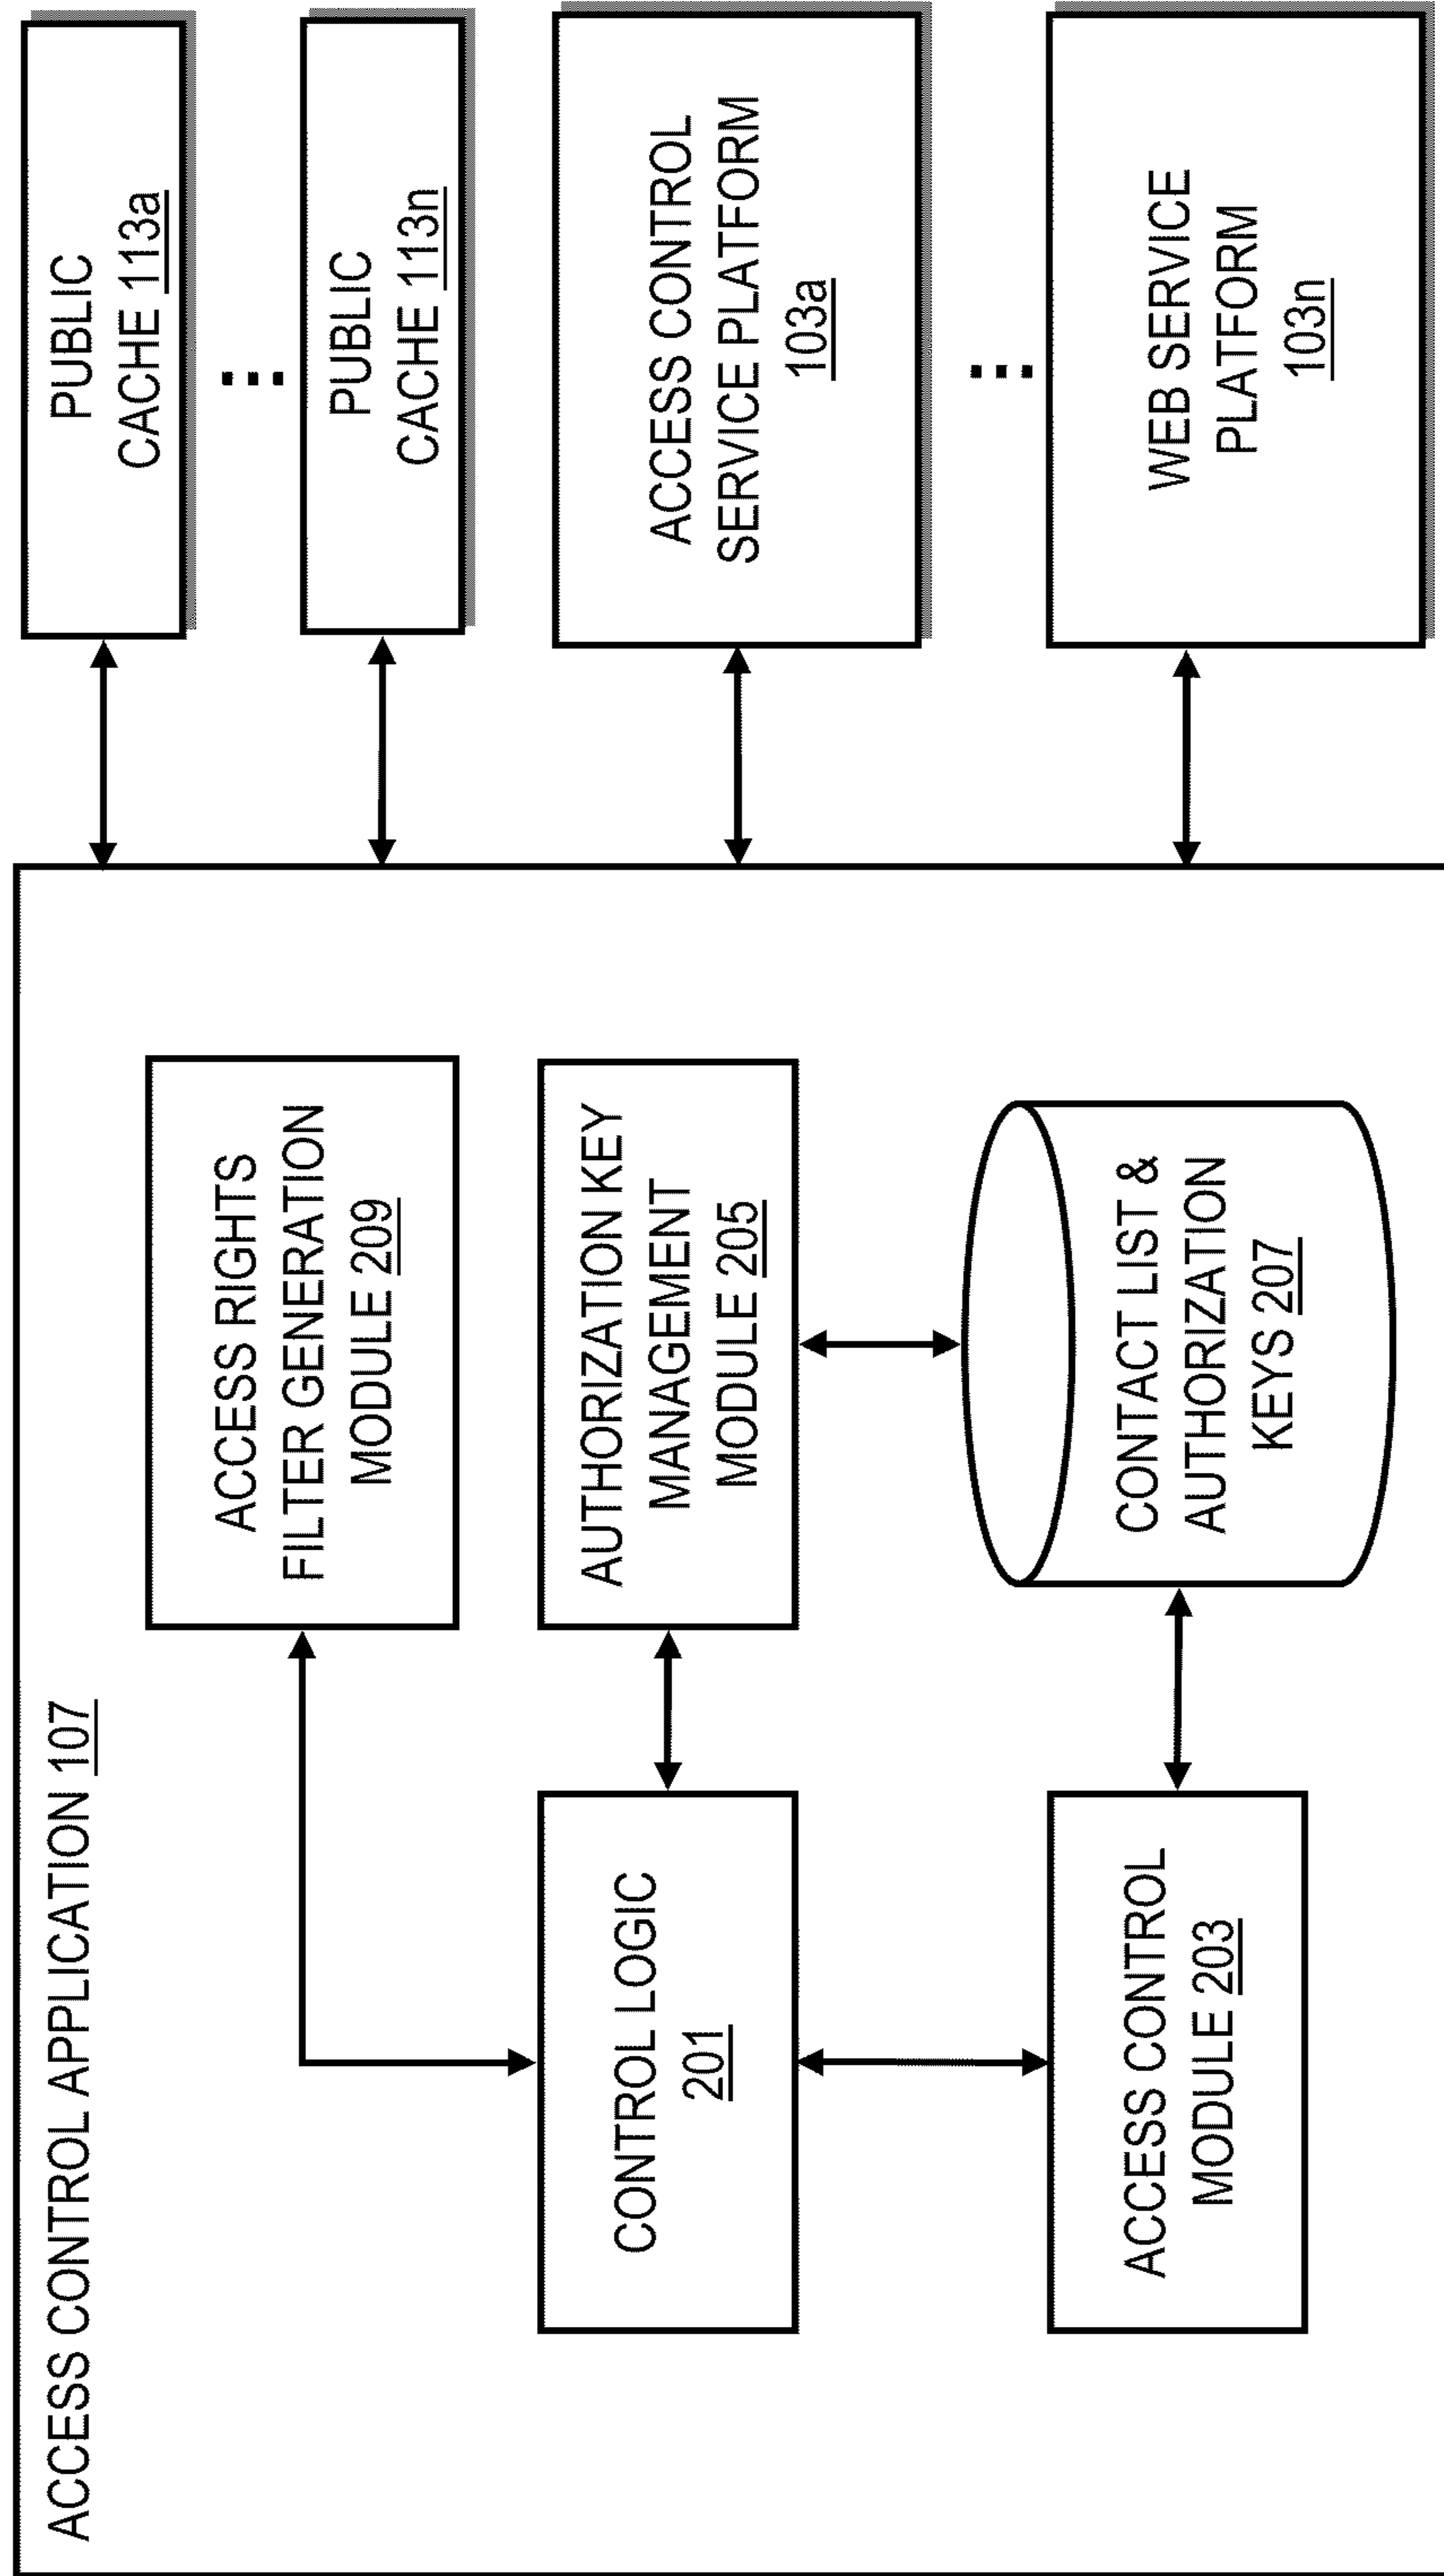 ACCESS CONTROL APPLICATION 107
ACCESS RIGHTS
FILTER GENERATION
MODULE 209
CONTROL LOGIC
201
AUTHORIZATION KEY
MANAGEMENT
MODULE 205
ACCESS CONTROL
MODULE 203
CONTACT LIST &
AUTHORIZATION
KEYS 207
PUBLIC
CACHE 113a
PUBLIC
CACHE 113n
ACCESS CONTROL
SERVICE PLATFORM
103a
WEB SERVICE
PLATFORM
103n